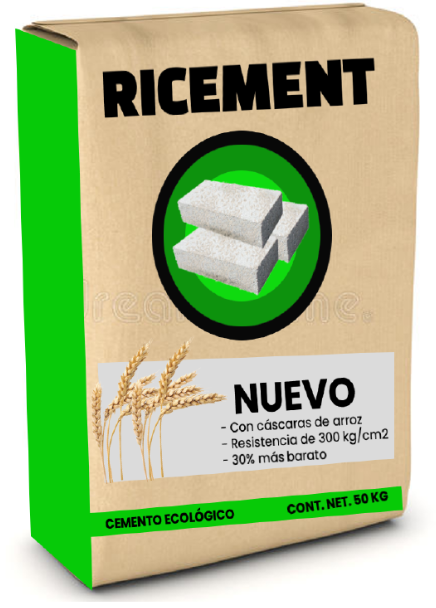 RICEMENT
dreamstime
NUEVO
- Con cáscaras de arroz
- Resistencia de 300 kg/cm2
- 30% más barato
CEMENTO ECOLÓGICO
CONT. NET. 50 KG